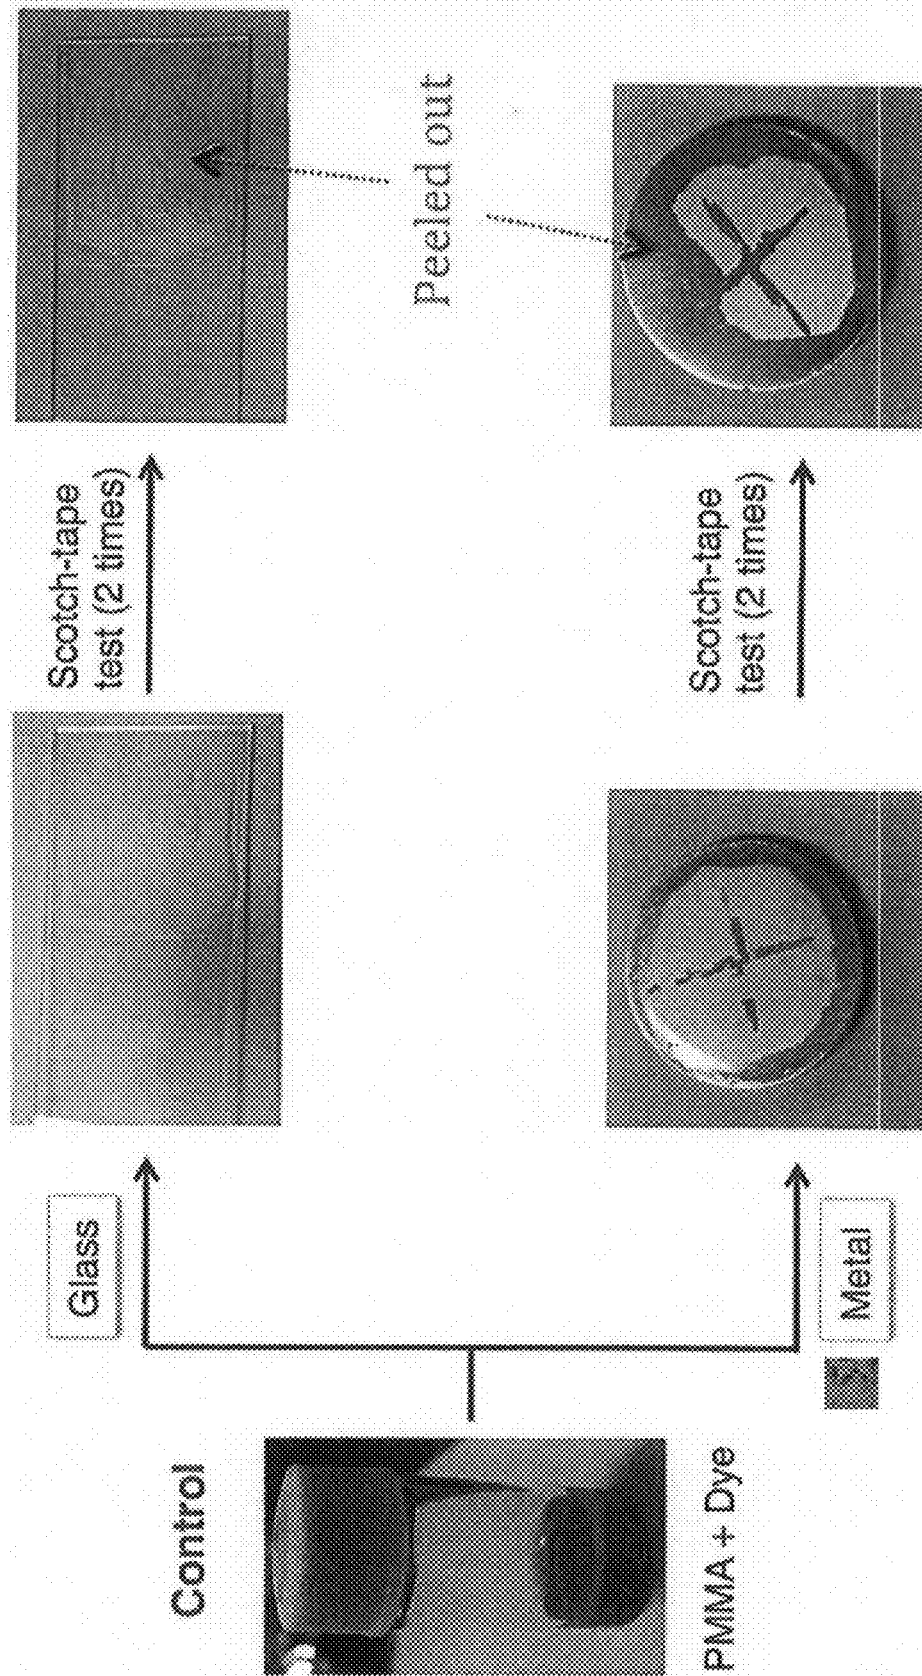 Control
PMMA + Dye
Glass
Metal
Scotch-tape
test (2 times)
Scotch-tape
test (2 times)
Peeled out